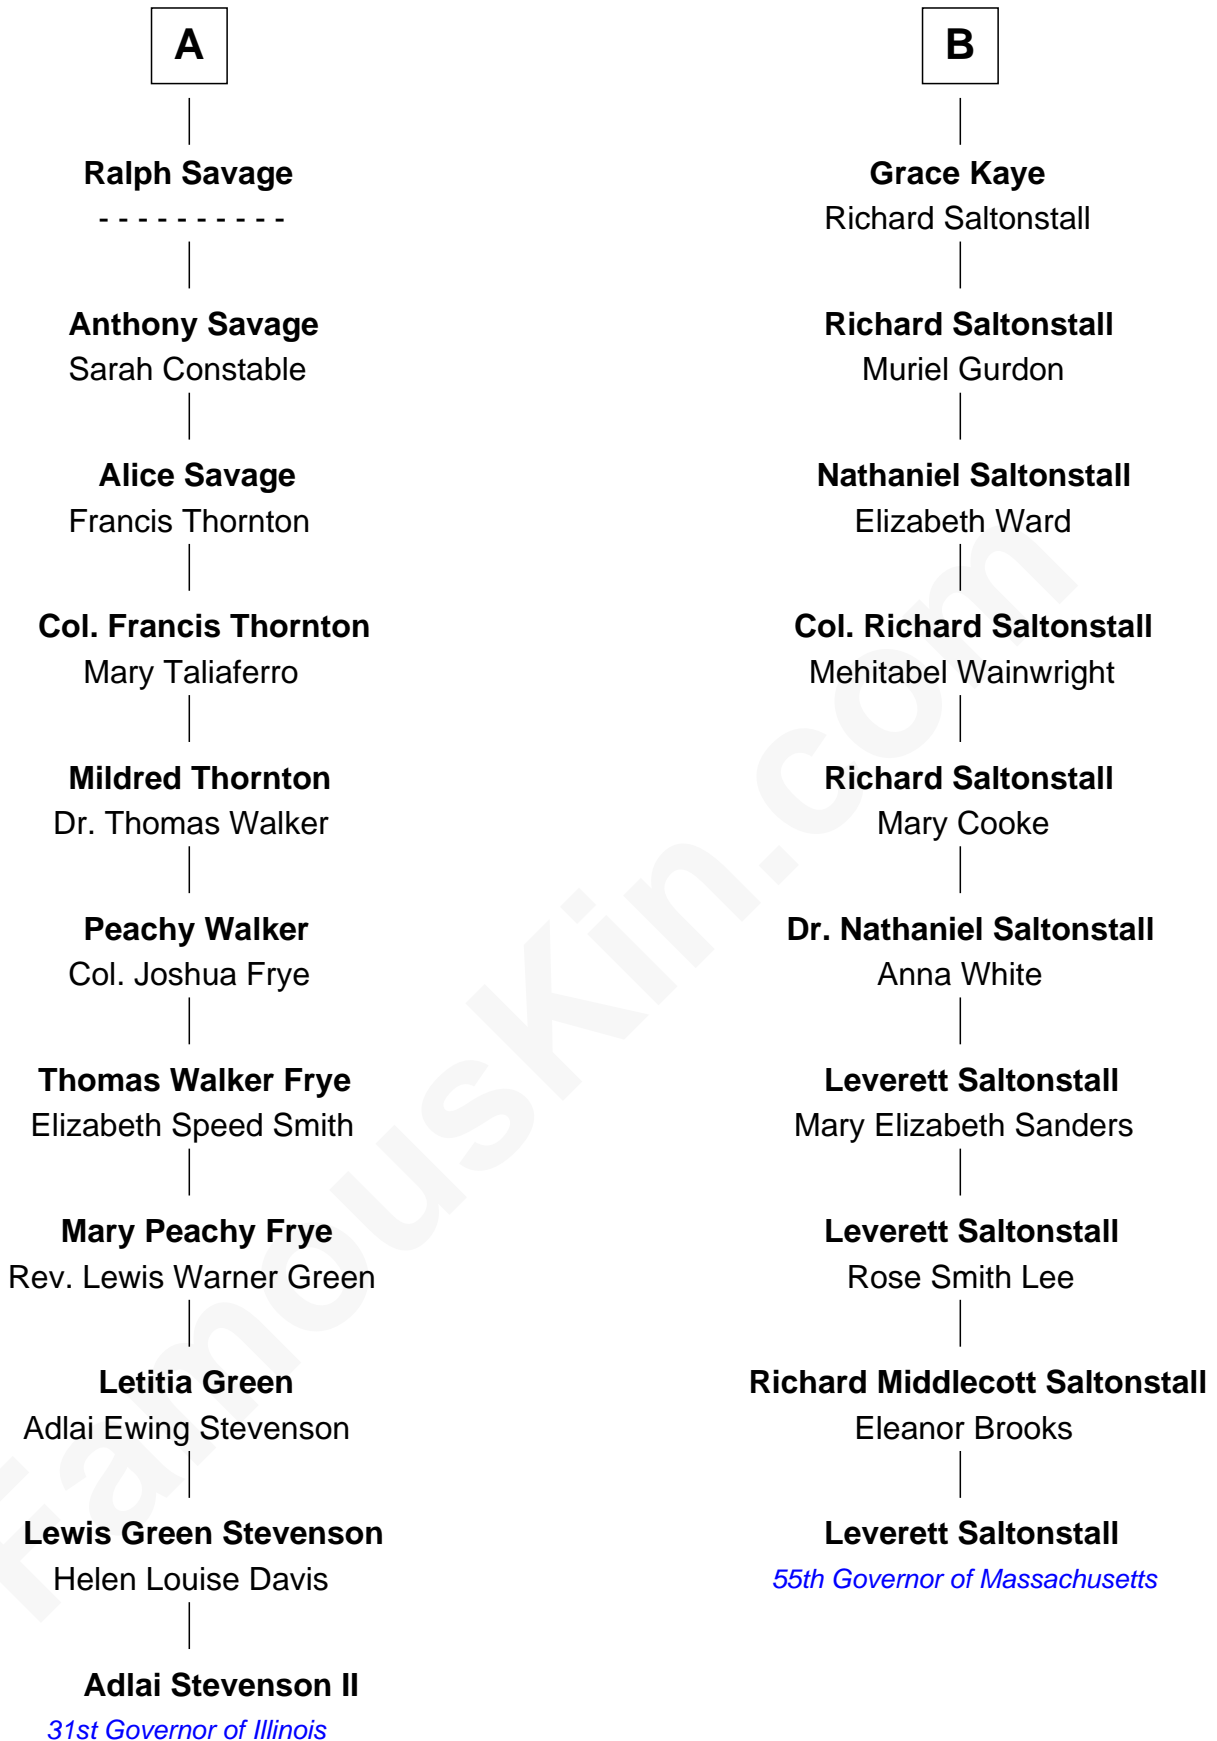 A
Ralph Savage
- - - - - - - - - -
Anthony Savage
Sarah Constable
Alice Savage
Francis Thornton
Col. Francis Thornton
Mary Taliaferro
Mildred Thornton
Dr. Thomas Walker
Peachy Walker
Col. Joshua Frye
Thomas Walker Frye
Elizabeth Speed Smith
Mary Peachy Frye
Rev. Lewis Warner Green
Letitia Green
Adlai Ewing Stevenson
Lewis Green Stevenson
Helen Louise Davis
Adlai Stevenson II
31st Governor of Illinois
B
Grace Kaye
Richard Saltonstall
Richard Saltonstall
Muriel Gurdon
Nathaniel Saltonstall
Elizabeth Ward
Col. Richard Saltonstall
Mehitabel Wainwright
Richard Saltonstall
Mary Cooke
Dr. Nathaniel Saltonstall
Anna White
Leverett Saltonstall
Mary Elizabeth Sanders
Leverett Saltonstall
Rose Smith Lee
Richard Middlecott Saltonstall
Eleanor Brooks
Leverett Saltonstall
55th Governor of Massachusetts
FamousKin.com